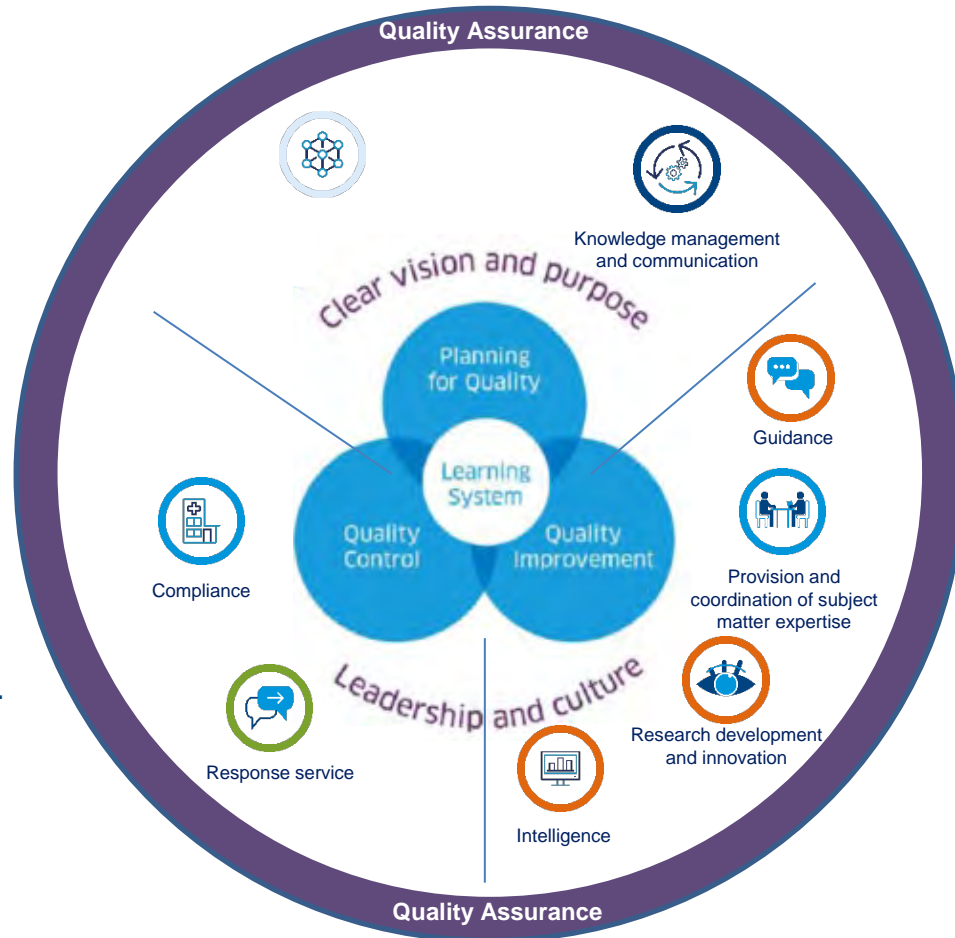 Quality Assurance
Knowledge management
and communication
Clear vision and purpose
Planning
for Quality
Guidance
Learning
System
Quality
Control
Quality
Improvement
Compliance
Provision and
coordination of subject
matter expertise
Leadership and culture
Research development
and innovation
Response service
Intelligence
Quality Assurance